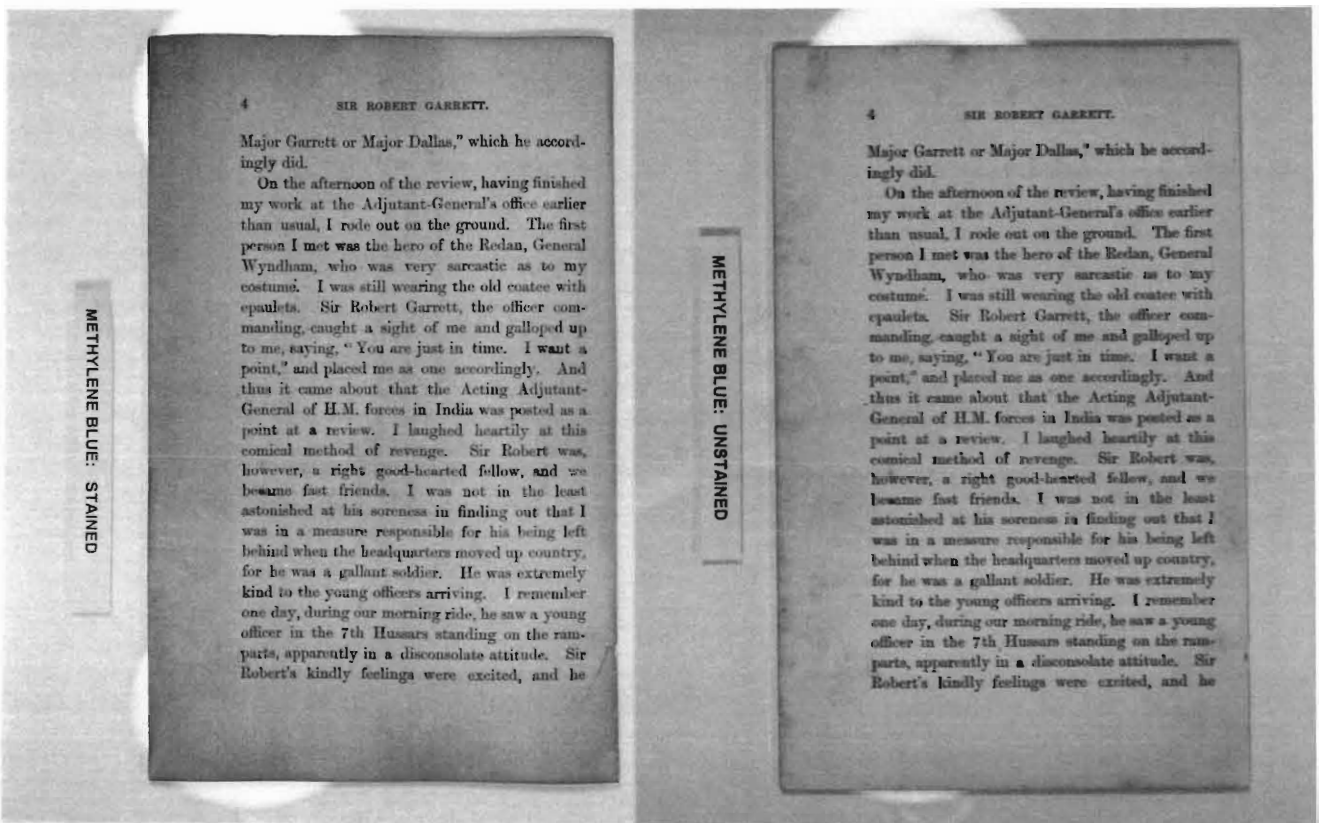 METHYLENE BLUE: STAINED
4 SIR ROBERT GARRETT.
Major Garrett or Major Dallas," which he accord-
ingly did.
On the afternoon of the review, having finished
my work at the Adjutant-General's office earlier
than usual, I rode out on the ground. The first
person I met was the hero of the Redan, General
Wyndham, who was very sarcastic as to my
costume. I was still wearing the old coatee with
epaulets. Sir Robert Garrett, the officer com-
manding, caught a sight of me and galloped up
to me, saying, "You are just in time. I want a
point," and placed me as one accordingly. And
thus it came about that the Acting Adjutant-
General of H.M. forces in India was posted as a
point at a review. I laughed heartily at this
comical method of revenge. Sir Robert was,
however, a right good-hearted fellow, and we
became fast friends. I was not in the least
astonished at his soreness in finding out that I
was in a measure responsible for his being left
behind when the headquarters moved up country,
for he was a gallant soldier. He was extremely
kind to the young officers arriving. I remember
one day, during our morning ride, he saw a young
officer in the 7th Hussars standing on the ram-
parts, apparently in a disconsolate attitude. Sir
Robert's kindly feelings were excited, and he
METHYLENE BLUE: UNSTAINED
4 SIR ROBERT GARRETT.
Major Garrett or Major Dallas," which he accord-
ingly did.
On the afternoon of the review, having finished
my work at the Adjutant-General's office earlier
than usual, I rode out on the ground. The first
person I met was the hero of the Redan, General
Wyndham, who was very sarcastic as to my
costume. I was still wearing the old coatee with
epaulets. Sir Robert Garrett, the officer com-
manding, caught a sight of me and galloped up
to me, saying, "You are just in time. I want a
point," and placed me as one accordingly. And
thus it came about that the Acting Adjutant-
General of H.M. forces in India was posted as a
point at a review. I laughed heartily at this
comical method of revenge. Sir Robert was,
however, a right good-hearted fellow, and we
became fast friends. I was not in the least
astonished at his soreness in finding out that I
was in a measure responsible for his being left
behind when the headquarters moved up country,
for he was a gallant soldier. He was extremely
kind to the young officers arriving. I remember
one day, during our morning ride, he saw a young
officer in the 7th Hussars standing on the ram-
parts, apparently in a disconsolate attitude. Sir
Robert's kindly feelings were excited, and he